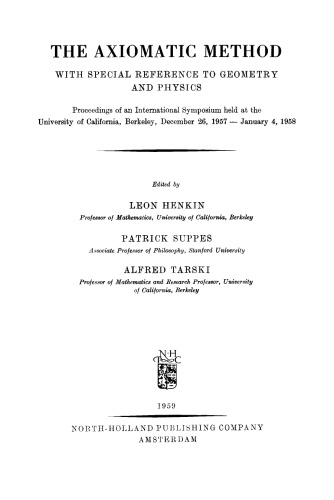 THE AXIOMATIC METHOD
WITH SPECIAL REFERENCE TO GEOMETRY
AND PHYSICS
Proceedings of an International Symposium held at the
University of California, Berkeley, December 26, 1957 — January 4, 1958
Edited by
LEON HENKIN
Professor of Mathematics, University of California, Berkeley
PATRICK SUPPES
Associate Professor of Philosophy, Stanford University
ALFRED TARSKI
Professor of Mathematics and Research Professor, University
of California, Berkeley
N·H
P C
1959
NORTH-HOLLAND PUBLISHING COMPANY
AMSTERDAM